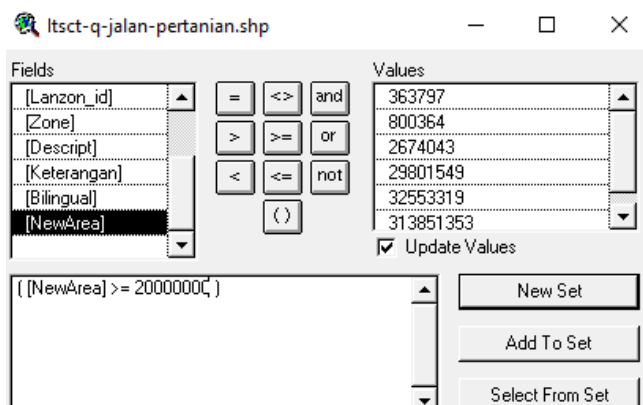 ltsct-q-jalan-pertanian.shp
Fields
Values
[Lanzon_id]
[Zone]
[Descript]
[Keterangan]
[Bilingual]
[NewArea]
= <> and
> >= or
< <= not
( )
363797
800364
2674043
29801549
32553319
313851353
Update Values
( [NewArea] >= 20000000 )
New Set
Add To Set
Select From Set